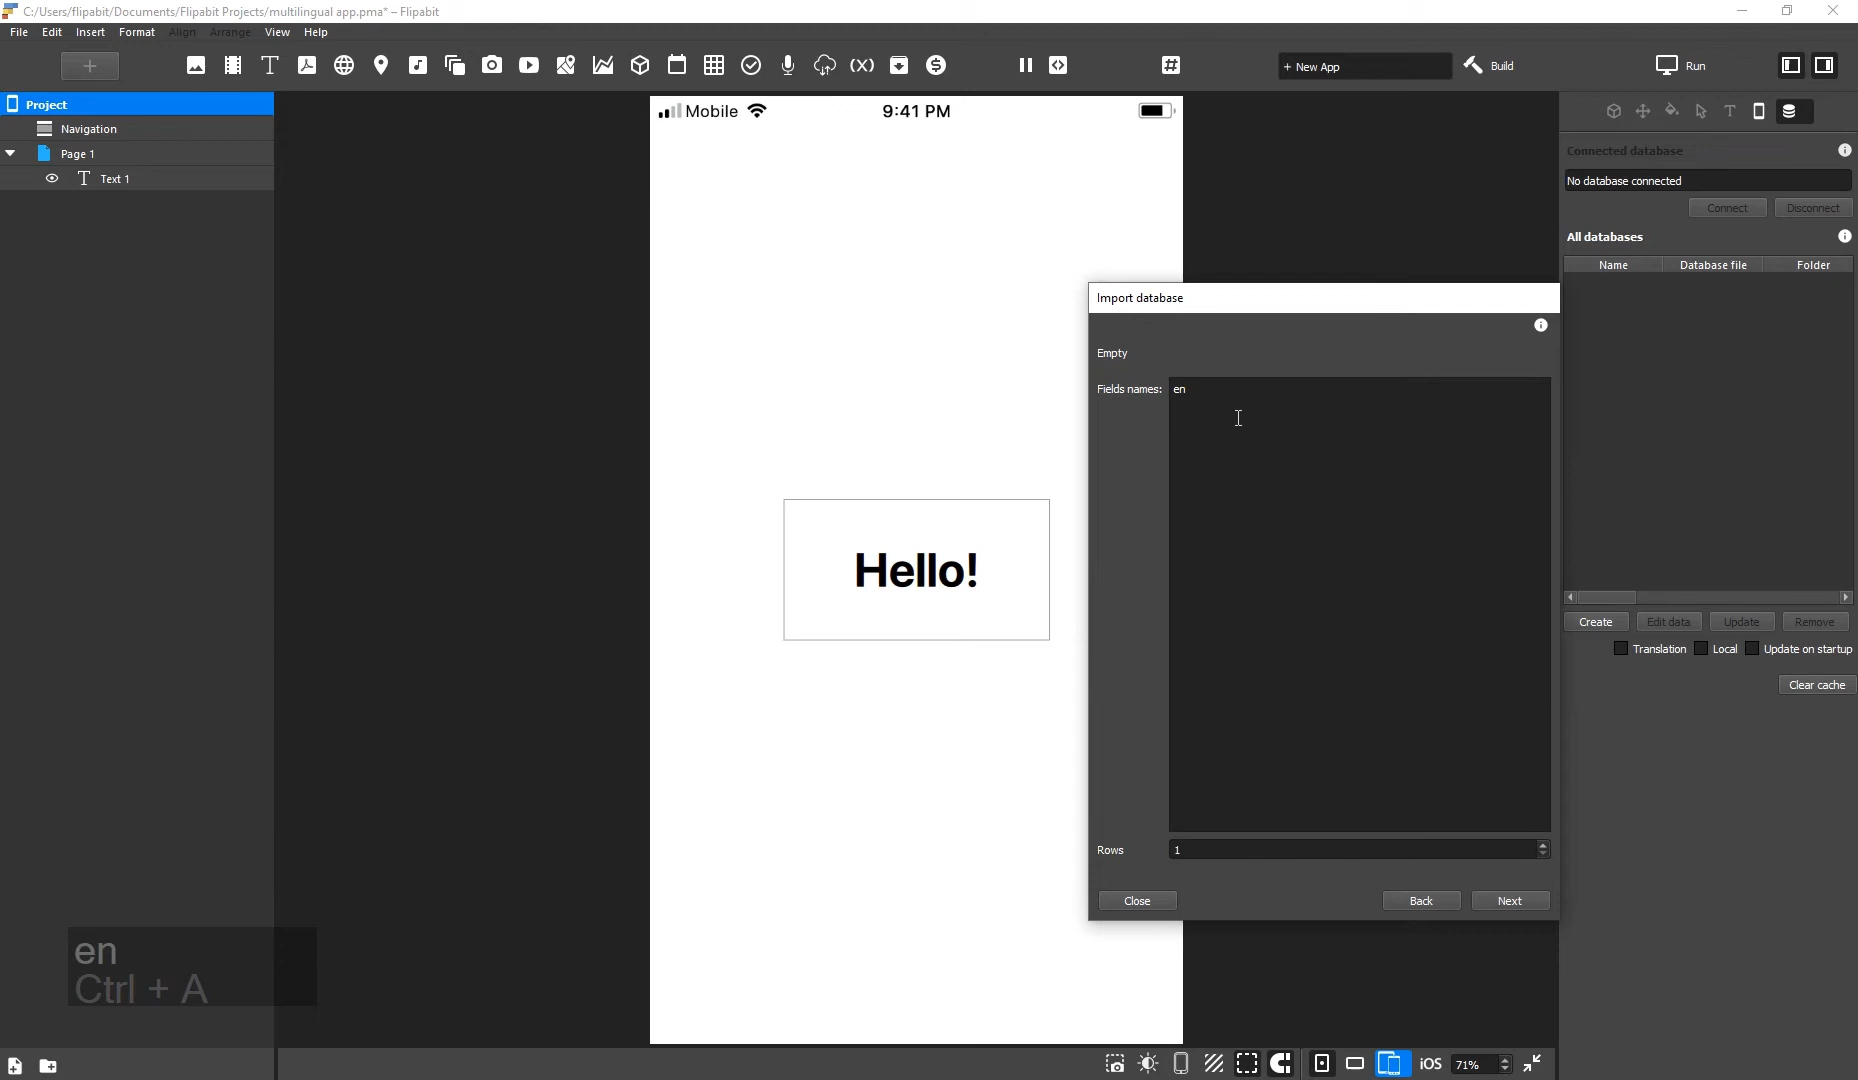 C:/Users/flipabit/Documents/Flipabit Projects/multilingual app.pma* – Flipabit
File Edit Insert Format Align Arrange View Help
+ New App
Build
Run
Project
Navigation
Page 1
Text 1
Mobile
9:41 PM
Hello!
Connected database
No database connected
Connect Disconnect
All databases
Name Database file Folder
Import database
Empty
Fields names: en
Rows 1
Close Back Next
Create Edit data Update Remove
Translation Local Update on startup
Clear cache
en
Ctrl + A
iOS 71%